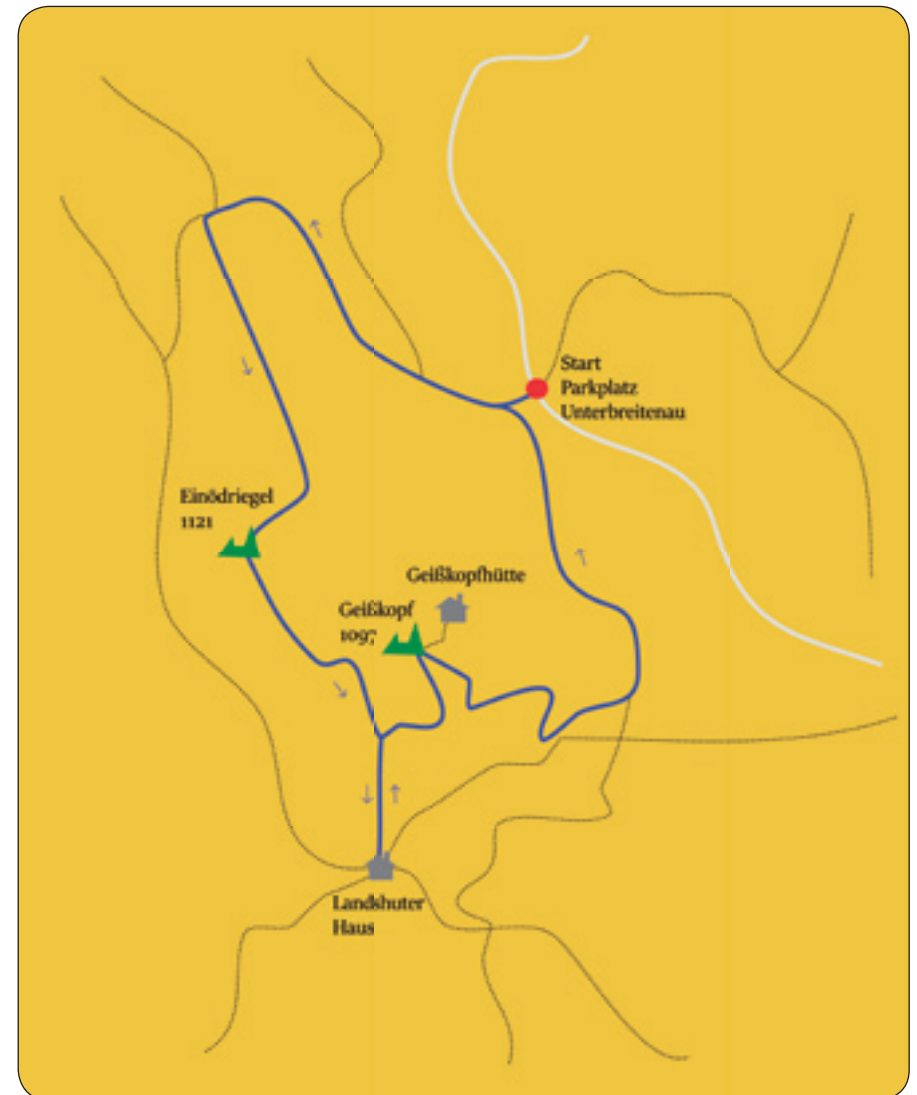 Start
Parkplatz
Unterbreitenau
Einödriegel
1121
Geißkopfhütte
Geißkopf
1097
Landshuter
Haus